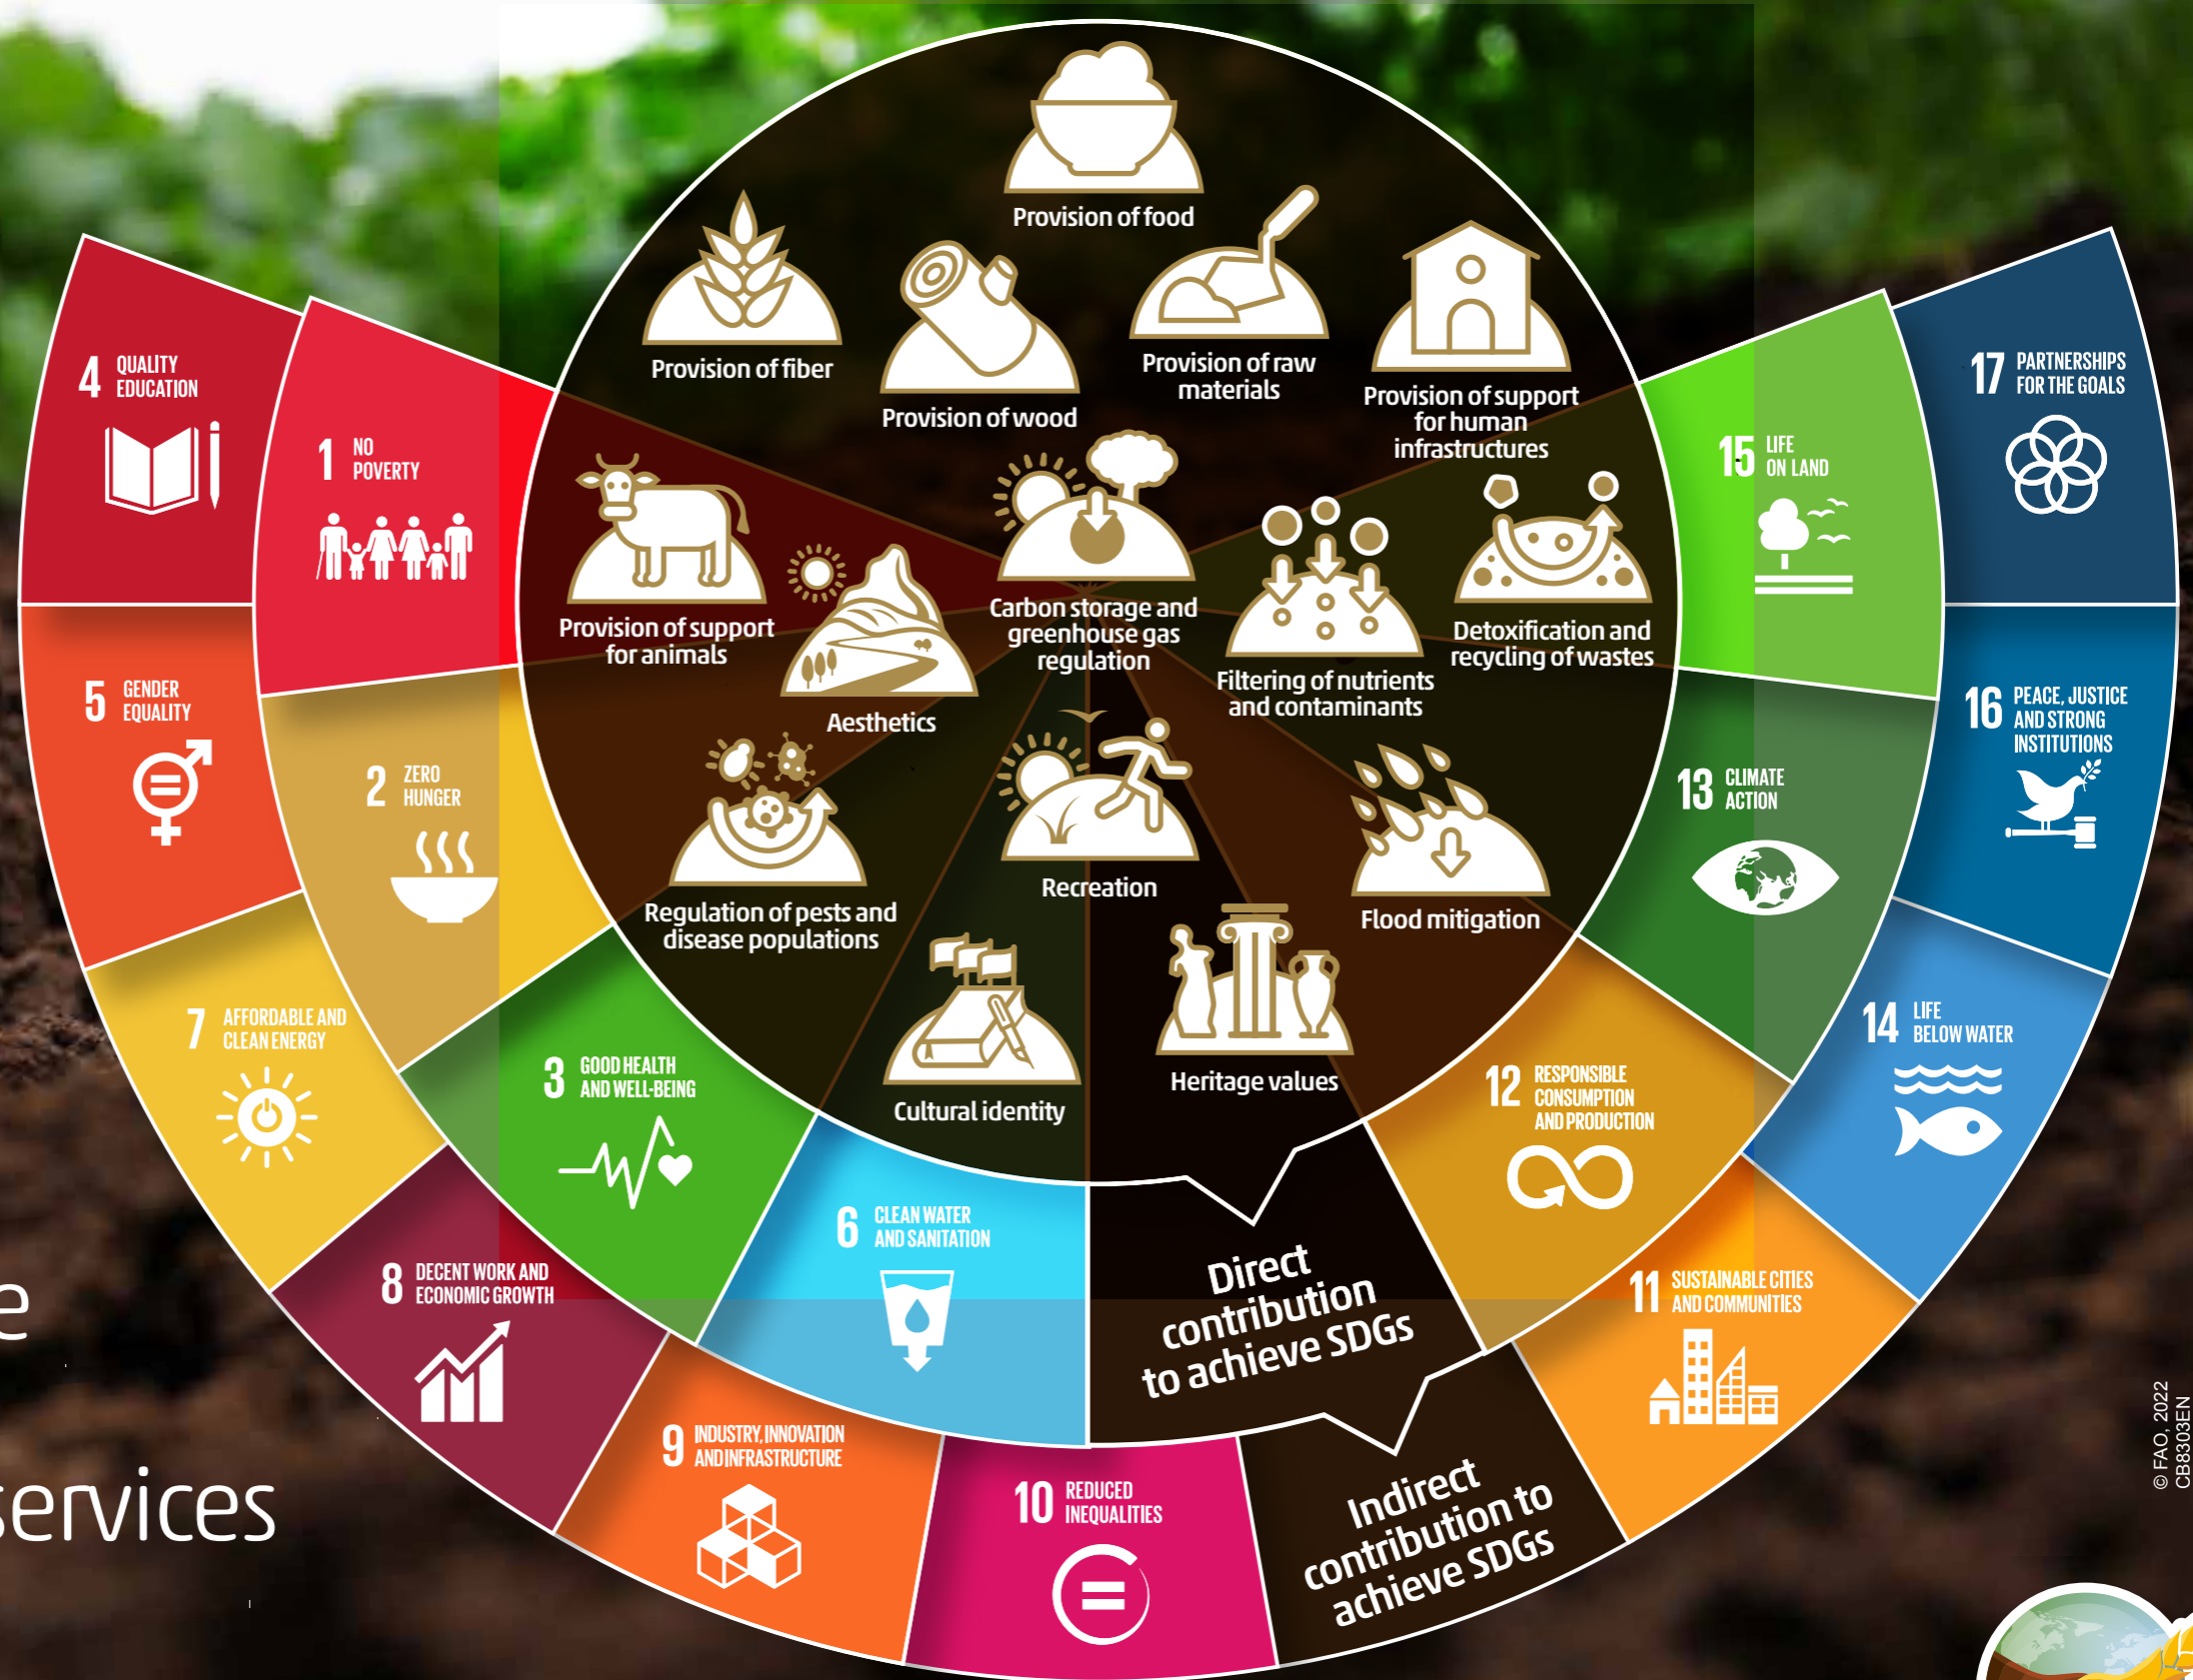 Provision of food
Provision of fiber
Provision of wood
Provision of raw
materials
Provision of support
for human
infrastructures
Provision of support
for animals
Aesthetics
Carbon storage and
greenhouse gas
regulation
Filtering of nutrients
and contaminants
Detoxification and
recycling of wastes
Regulation of pests and
disease populations
Recreation
Flood mitigation
Cultural identity
Heritage values
4 QUALITY
EDUCATION
1 NO
POVERTY
5 GENDER
EQUALITY
2 ZERO
HUNGER
7 AFFORDABLE AND
CLEAN ENERGY
3 GOOD HEALTH
AND WELL-BEING
8 DECENT WORK AND
ECONOMIC GROWTH
6 CLEAN WATER
AND SANITATION
9 INDUSTRY, INNOVATION
AND INFRASTRUCTURE
10 REDUCED
INEQUALITIES
Direct
contribution
to achieve SDGs
Indirect
contribution to
achieve SDGs
12 RESPONSIBLE
CONSUMPTION
AND PRODUCTION
11 SUSTAINABLE CITIES
AND COMMUNITIES
13 CLIMATE
ACTION
14 LIFE
BELOW WATER
15 LIFE
ON LAND
16 PEACE, JUSTICE
AND STRONG
INSTITUTIONS
17 PARTNERSHIPS
FOR THE GOALS
e
services
© FAO, 2022
CB8303EN